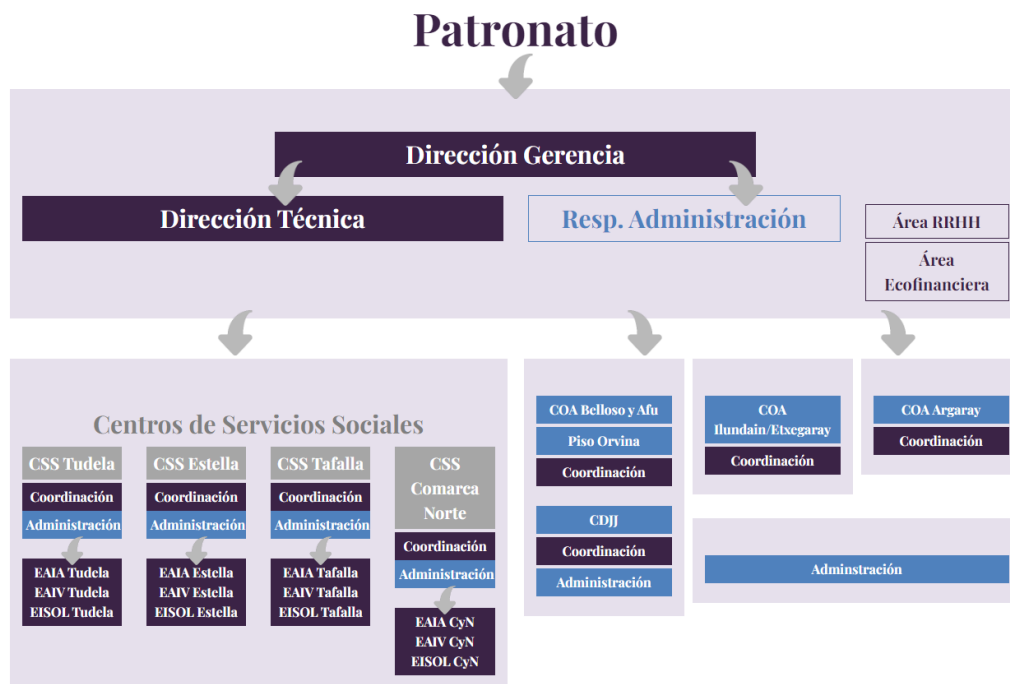 Patronato
Dirección Gerencia
Dirección Técnica
Resp. Administración
Área RRHH
Área
Ecofinanciera
Centros de Servicios Sociales
CSS Tudela
Coordinación
Administración
EAIA Tudela
EAIV Tudela
EISOL Tudela
CSS Estella
Coordinación
Administración
EAIA Estella
EAIV Estella
EISOL Estella
CSS Tafalla
Coordinación
Administración
EAIA Tafalla
EAIV Tafalla
EISOL Tafalla
CSS
Comarca
Norte
Coordinación
Administración
EAIA CyN
EAIV CyN
EISOL CyN
COA Belloso y Afu
Piso Orvina
Coordinación
CDJJ
Coordinación
Administración
COA
Ilundain/Etxegaray
Coordinación
COA Argaray
Coordinación
Adminstración